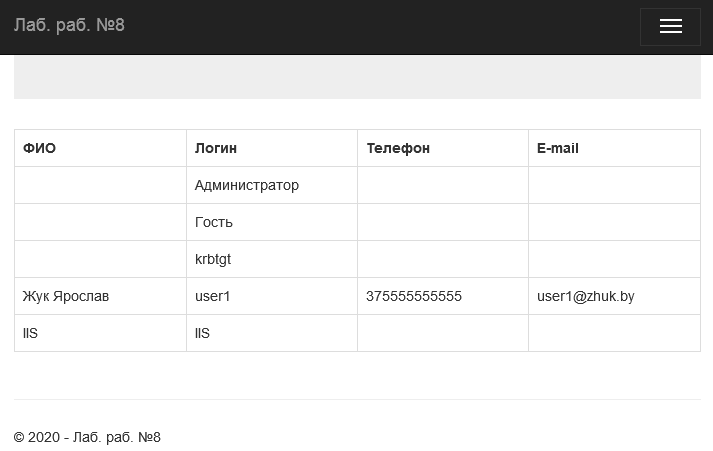 Лаб. раб. №8
ФИО Логин Телефон E-mail
Администратор
Гость
krbtgt
Жук Ярослав user1 375555555555 user1@zhuk.by
IIS IIS
© 2020 - Лаб. раб. №8